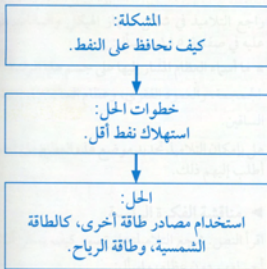 المشكلة:
كيف نحافظ على النفط.
خطوات الحل:
استهلاك نفط أقل.
الحل:
استخدام مصادر طاقة أخرى، كالطاقة
الشمسية، وطاقة الرياح.